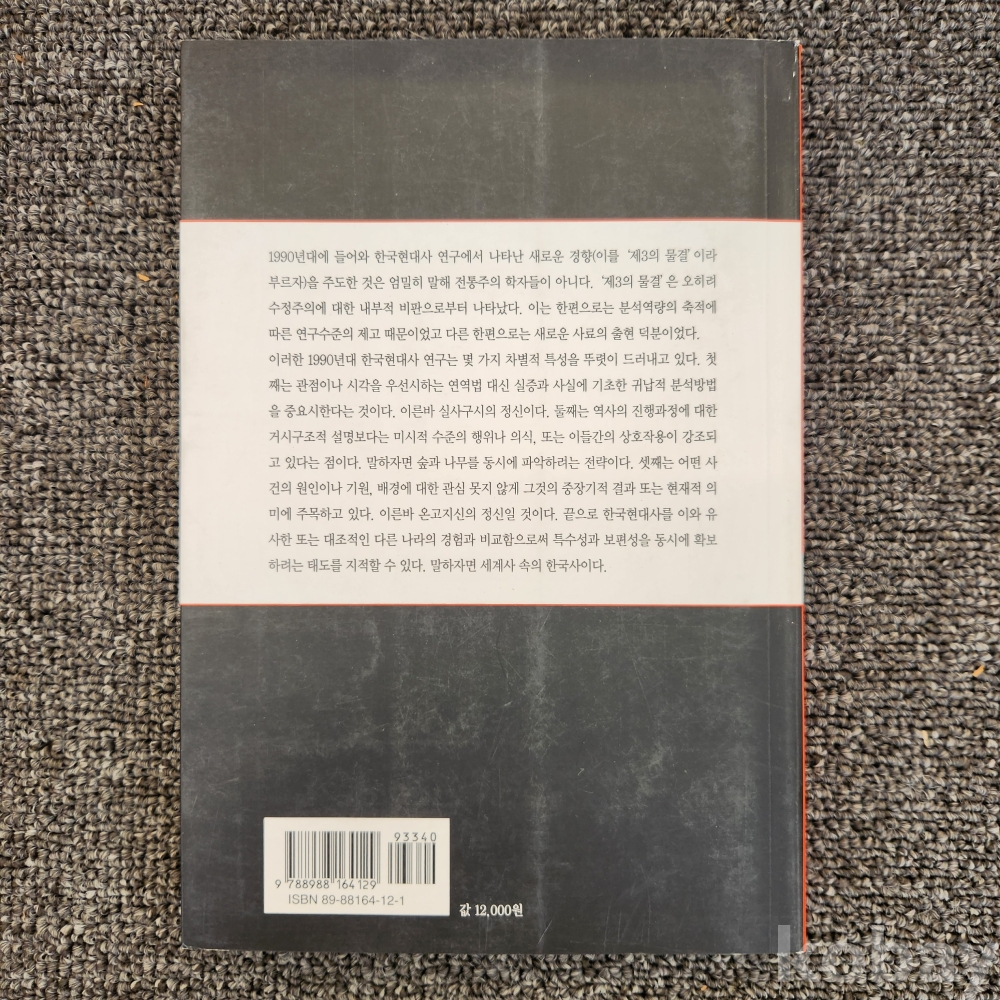 1990년대에 들어와 한국현대사 연구에서 나타난 새로운 경향(이를 '제3의 물결'이라
부르자)을 주도한 것은 엄밀히 말해 전통주의 학자들이 아니다. '제3의 물결'은 오히려
수정주의에 대한 내부적 비판으로부터 나타났다. 이는 한편으로는 분석역량의 축적에
따른 연구수준의 제고 때문이었고 다른 한편으로는 새로운 사료의 출현 덕분이었다.
이러한 1990년대 한국현대사 연구는 몇 가지 차별적 특성을 뚜렷이 드러내고 있다. 첫
째는 관점이나 시각을 우선시하는 연역법 대신 실증과 사실에 기초한 귀납적 분석방법
을 중요시한다는 것이다. 이른바 실사구시의 정신이다. 둘째는 역사의 진행과정에 대한
거시구조적 설명보다는 미시적 수준의 행위나 의식, 또는 이들간의 상호작용이 강조되
고 있다는 점이다. 말하자면 숲과 나무를 동시에 파악하려는 전략이다. 셋째는 어떤 사
건의 원인이나 기원, 배경에 대한 관심 못지 않게 그것의 중장기적 결과 또는 현재적 의
미에 주목하고 있다. 이른바 온고지신의 정신일 것이다. 끝으로 한국현대사를 이와 유
사한 또는 대조적인 다른 나라의 경험과 비교함으로써 특수성과 보편성을 동시에 확보
하려는 태도를 지적할 수 있다. 말하자면 세계사 속의 한국사이다.
93340
9 788988 164129
ISBN 89-88164-12-1
값 12,000원
kobay